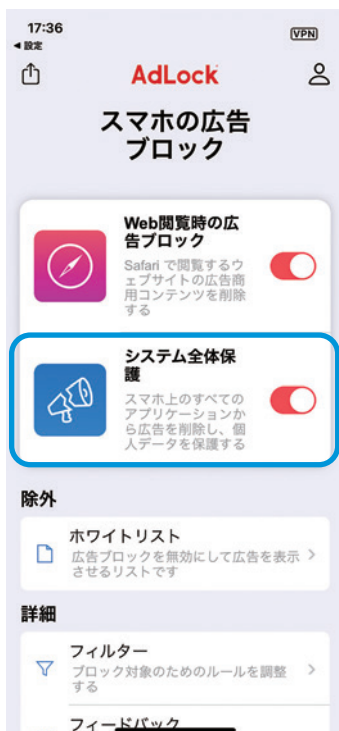 17:36
VPN
◀ 設定
AdLock
スマホの広告
ブロック
Web閲覧時の広
告ブロック
Safari で閲覧するウ
ェブサイトの広告商
用コンテンツを削除
する
システム全体保
護
スマホ上のすべての
アプリケーションか
ら広告を削除し、個
人データを保護する
除外
ホワイトリスト
広告ブロックを無効にして広告を表示
させるリストです
詳細
フィルター
ブロック対象のためのルールを調整
する
フィードバック